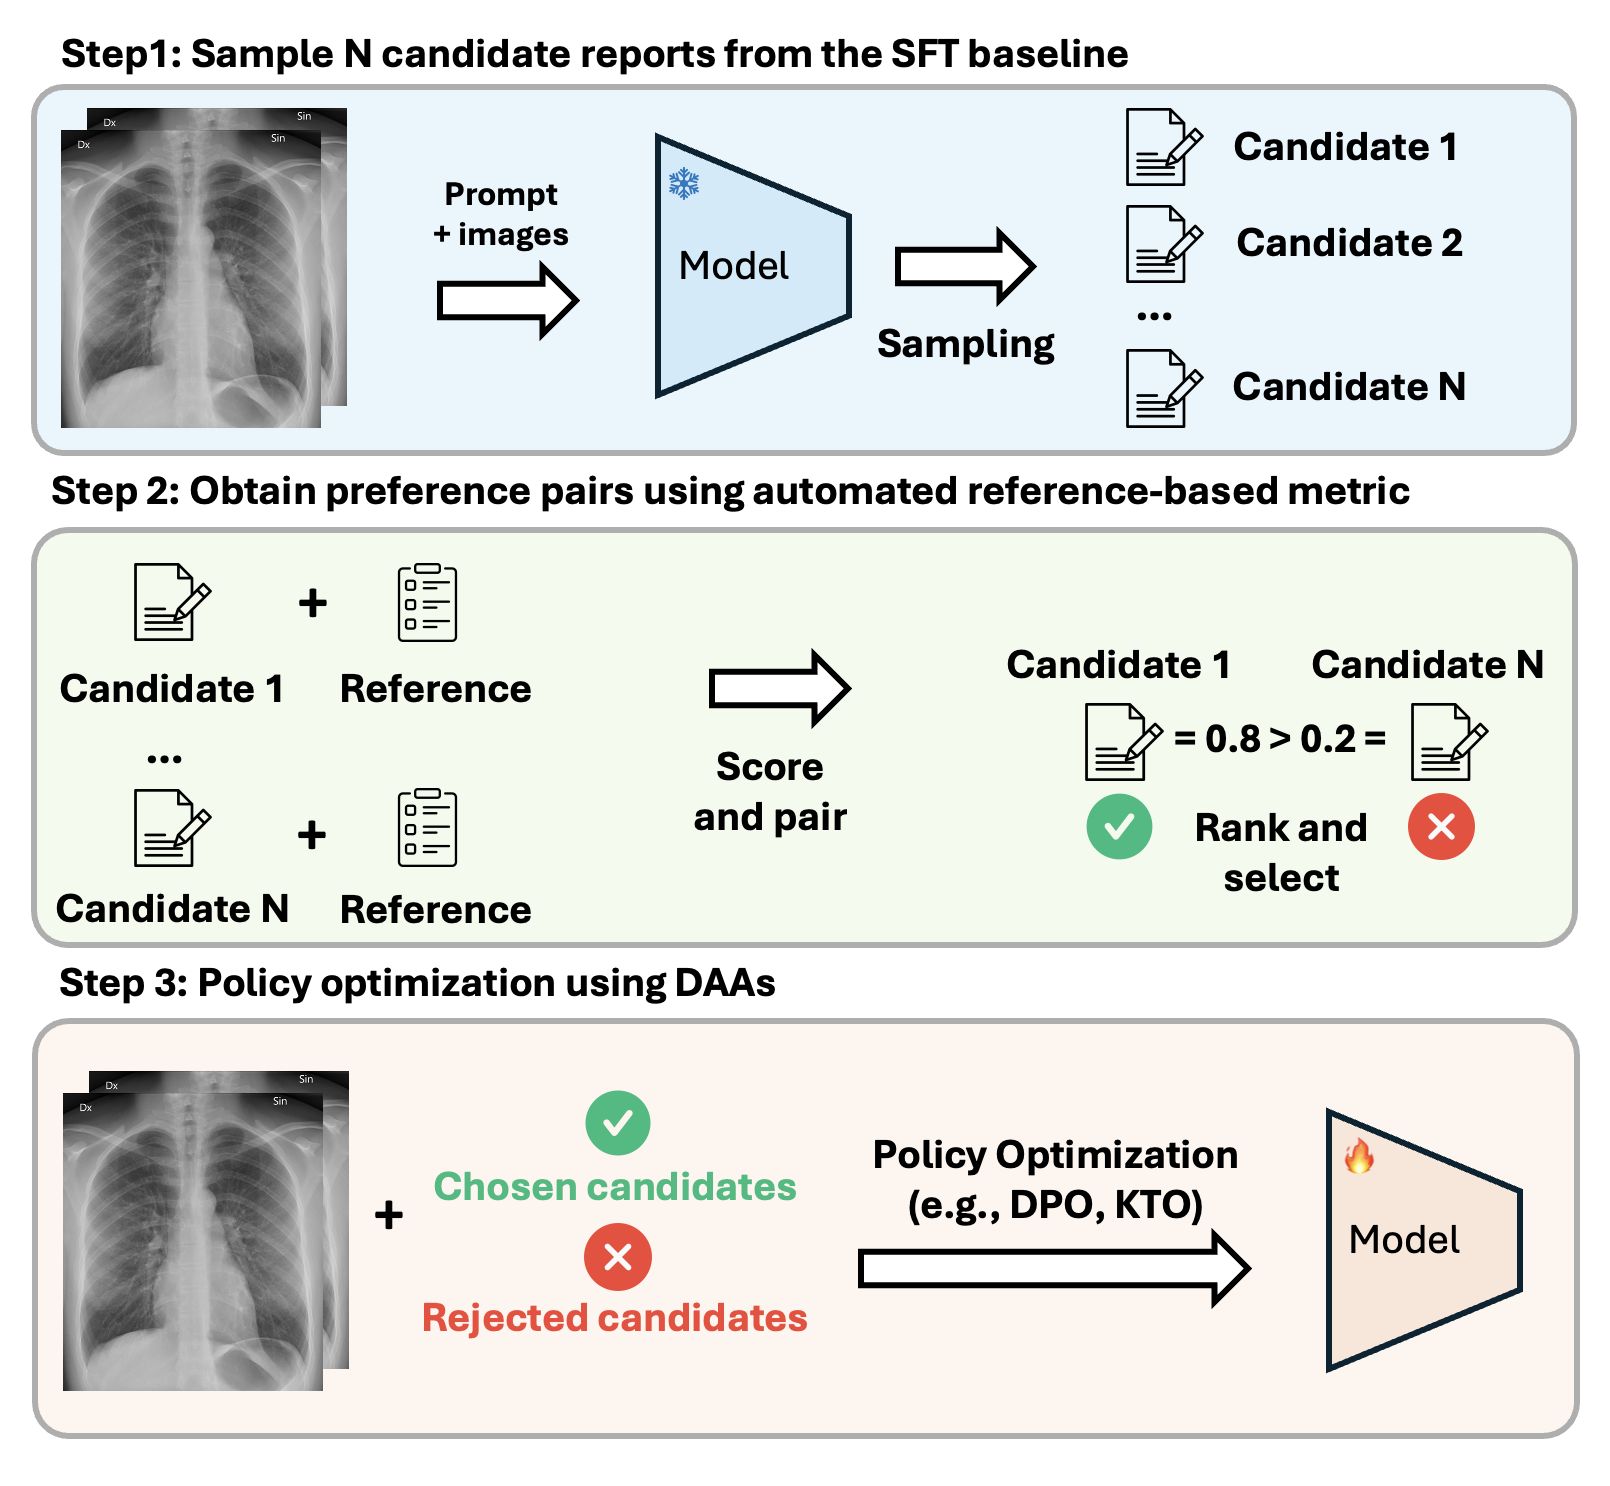 Step1: Sample N candidate reports from the SFT baseline
Dx
Sin
Dx
Sin
Prompt
+ images
Model
Sampling
Candidate 1
Candidate 2
...
Candidate N
Step 2: Obtain preference pairs using automated reference-based metric
+
Candidate 1
Reference
...
+
Candidate N
Reference
Score
and pair
Candidate 1
Candidate N
= 0.8 > 0.2 =
Rank and
select
Step 3: Policy optimization using DAAs
Dx
Sin
Dx
Sin
+
Chosen candidates
Rejected candidates
Policy Optimization
(e.g., DPO, KTO)
Model